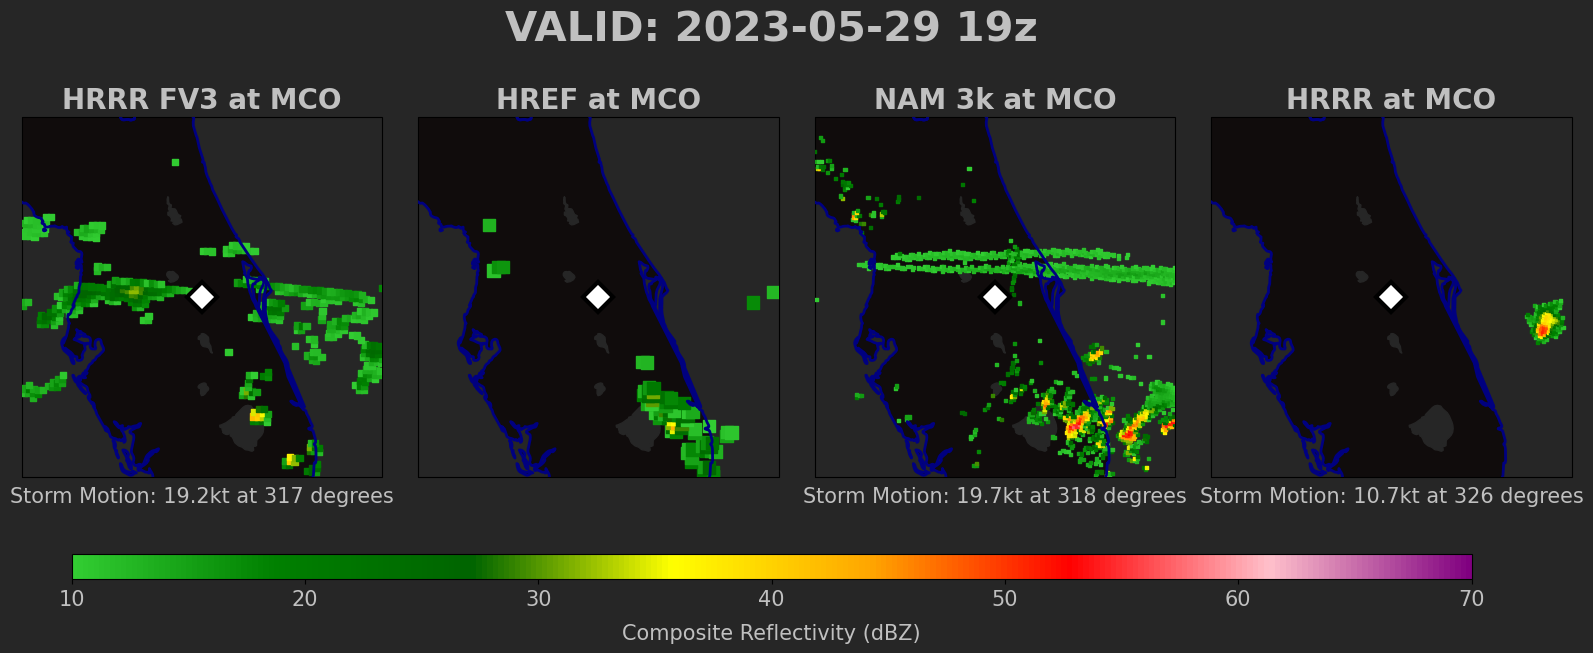 VALID: 2023-05-29 19z
HRRR FV3 at MCO
HREF at MCO
NAM 3k at MCO
HRRR at MCO
Storm Motion: 19.2kt at 317 degrees
Storm Motion: 19.7kt at 318 degrees
Storm Motion: 10.7kt at 326 degrees
10 20 30 40 50 60 70
Composite Reflectivity (dBZ)